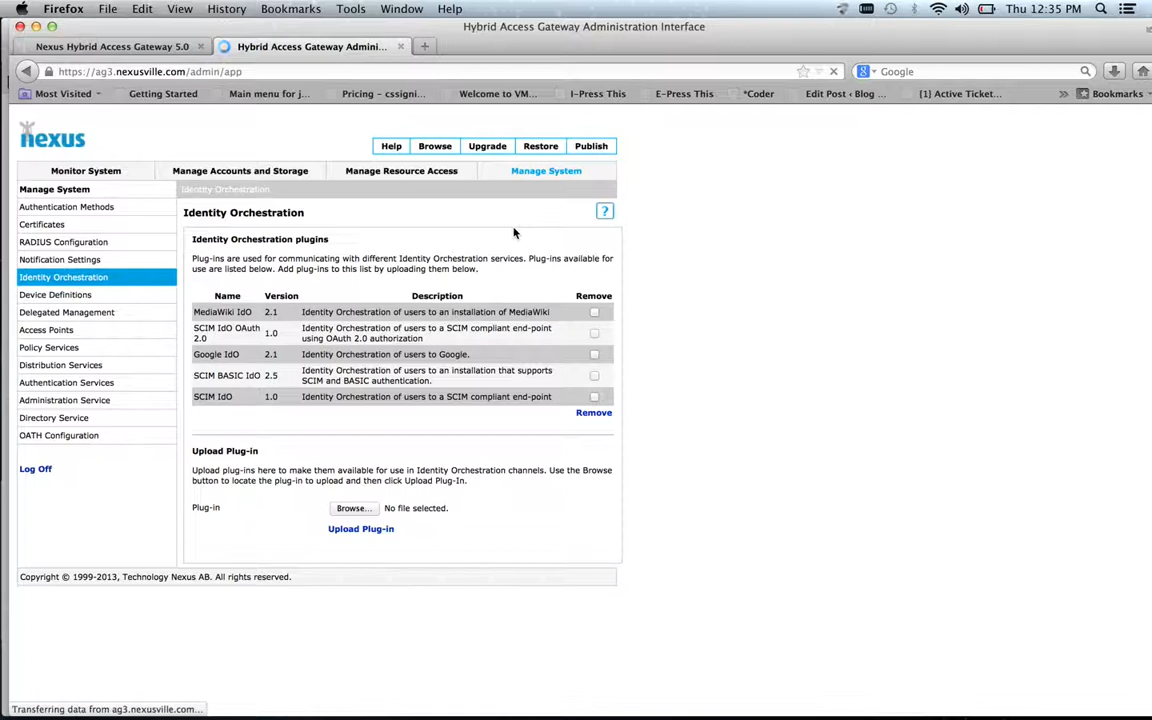 Firefox File Edit View History Bookmarks Tools Window Help Thu 12:35 PM
Hybrid Access Gateway Administration Interface
Nexus Hybrid Access Gateway 5.0 × Hybrid Access Gateway Admini... × +
https://ag3.nexusville.com/admin/app Google
Most Visited Getting Started Main menu for j... Pricing – cssigni... Welcome to VM... I-Press This E-Press This *Coder Edit Post ‹ Blog ... [1] Active Ticket... » Bookmarks
nexus
Help Browse Upgrade Restore Publish
Monitor System Manage Accounts and Storage Manage Resource Access Manage System
Manage System
Authentication Methods
Certificates
RADIUS Configuration
Notification Settings
Identity Orchestration
Device Definitions
Delegated Management
Access Points
Policy Services
Distribution Services
Authentication Services
Administration Service
Directory Service
OATH Configuration
Log Off
Identity Orchestration
Identity Orchestration ?
Identity Orchestration plugins
Plug-ins are used for communicating with different Identity Orchestration services. Plug-ins available for
use are listed below. Add plug-ins to this list by uploading them below.
Name Version Description Remove
MediaWiki IdO 2.1 Identity Orchestration of users to an installation of MediaWiki
SCIM IdO OAuth 2.0 1.0 Identity Orchestration of users to a SCIM compliant end-point
using OAuth 2.0 authorization
Google IdO 2.1 Identity Orchestration of users to Google.
SCIM BASIC IdO 2.5 Identity Orchestration of users to an installation that supports
SCIM and BASIC authentication.
SCIM IdO 1.0 Identity Orchestration of users to a SCIM compliant end-point
Remove
Upload Plug-in
Upload plug-ins here to make them available for use in Identity Orchestration channels. Use the Browse
button to locate the plug-in to upload and then click Upload Plug-In.
Plug-in Browse... No file selected.
Upload Plug-in
Copyright © 1999-2013, Technology Nexus AB. All rights reserved.
Transferring data from ag3.nexusville.com...